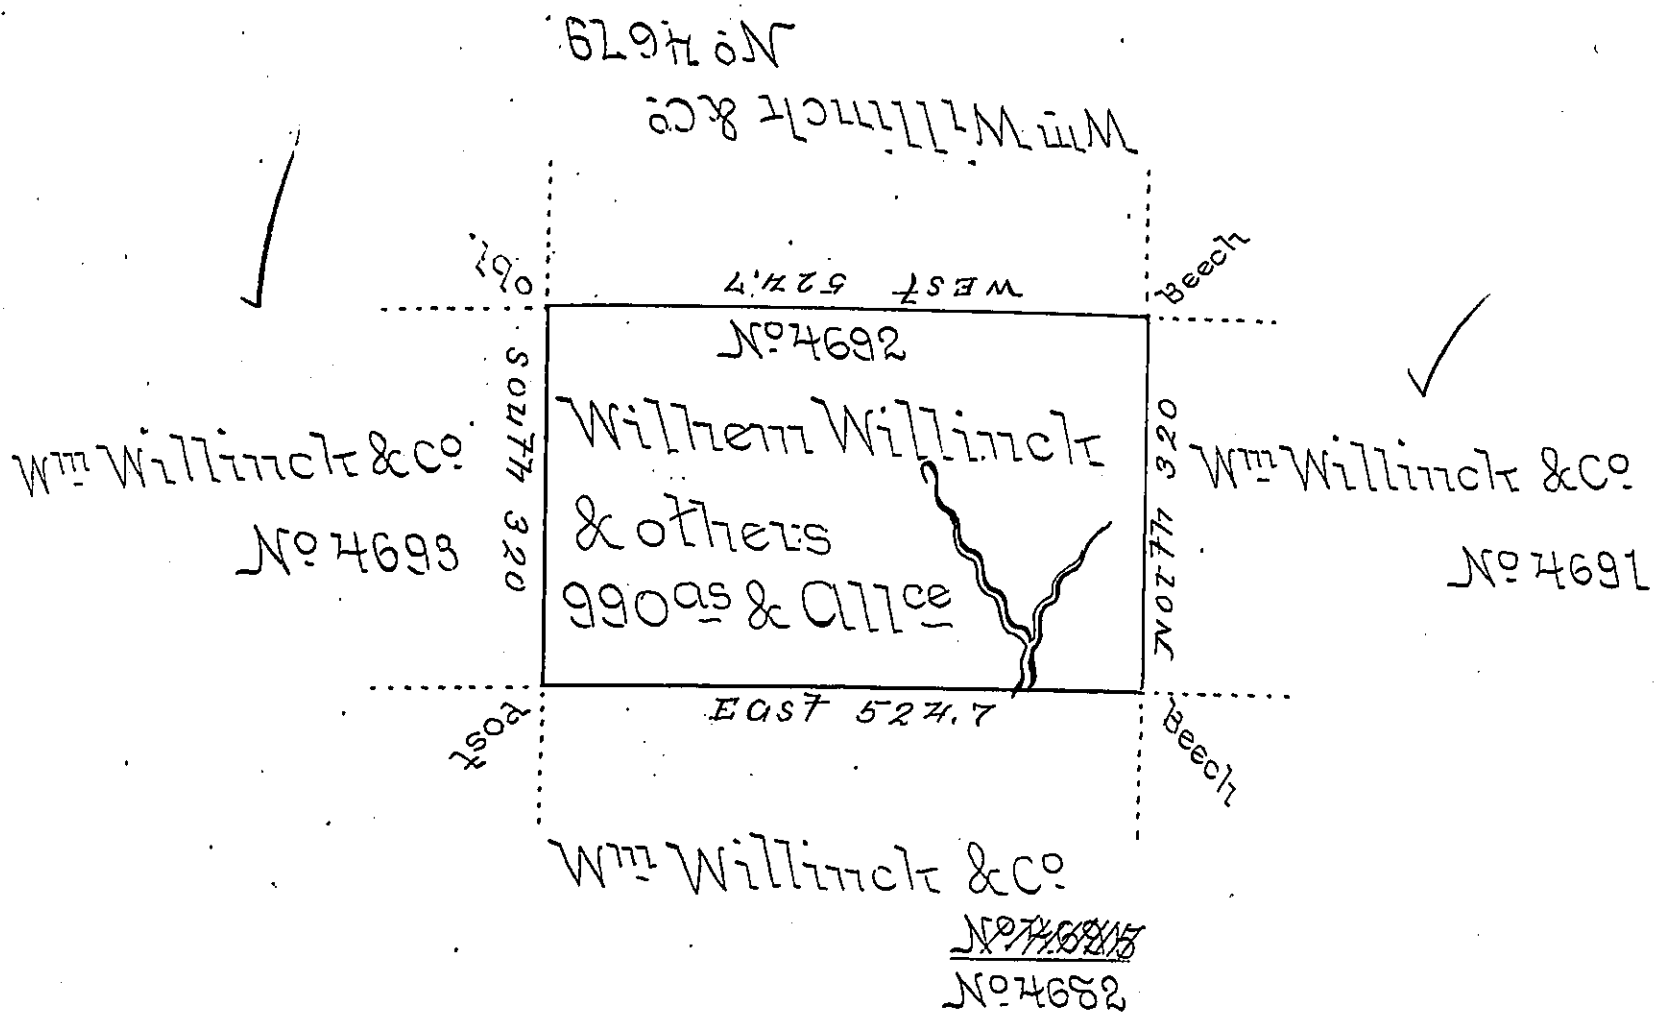 No 4679
Wm Willinck & Co
obs.
Beech
WEST 524.7
No 4692
SOUTH 320
Wilhem Willinck
NORTH 320
Wm Willinck & Co
Wm Willinck & Co
& others
No 4693
No 4691
990as & Allce
Post
EAST 524.7
Beech
Wm Willinck & Co
No 4682